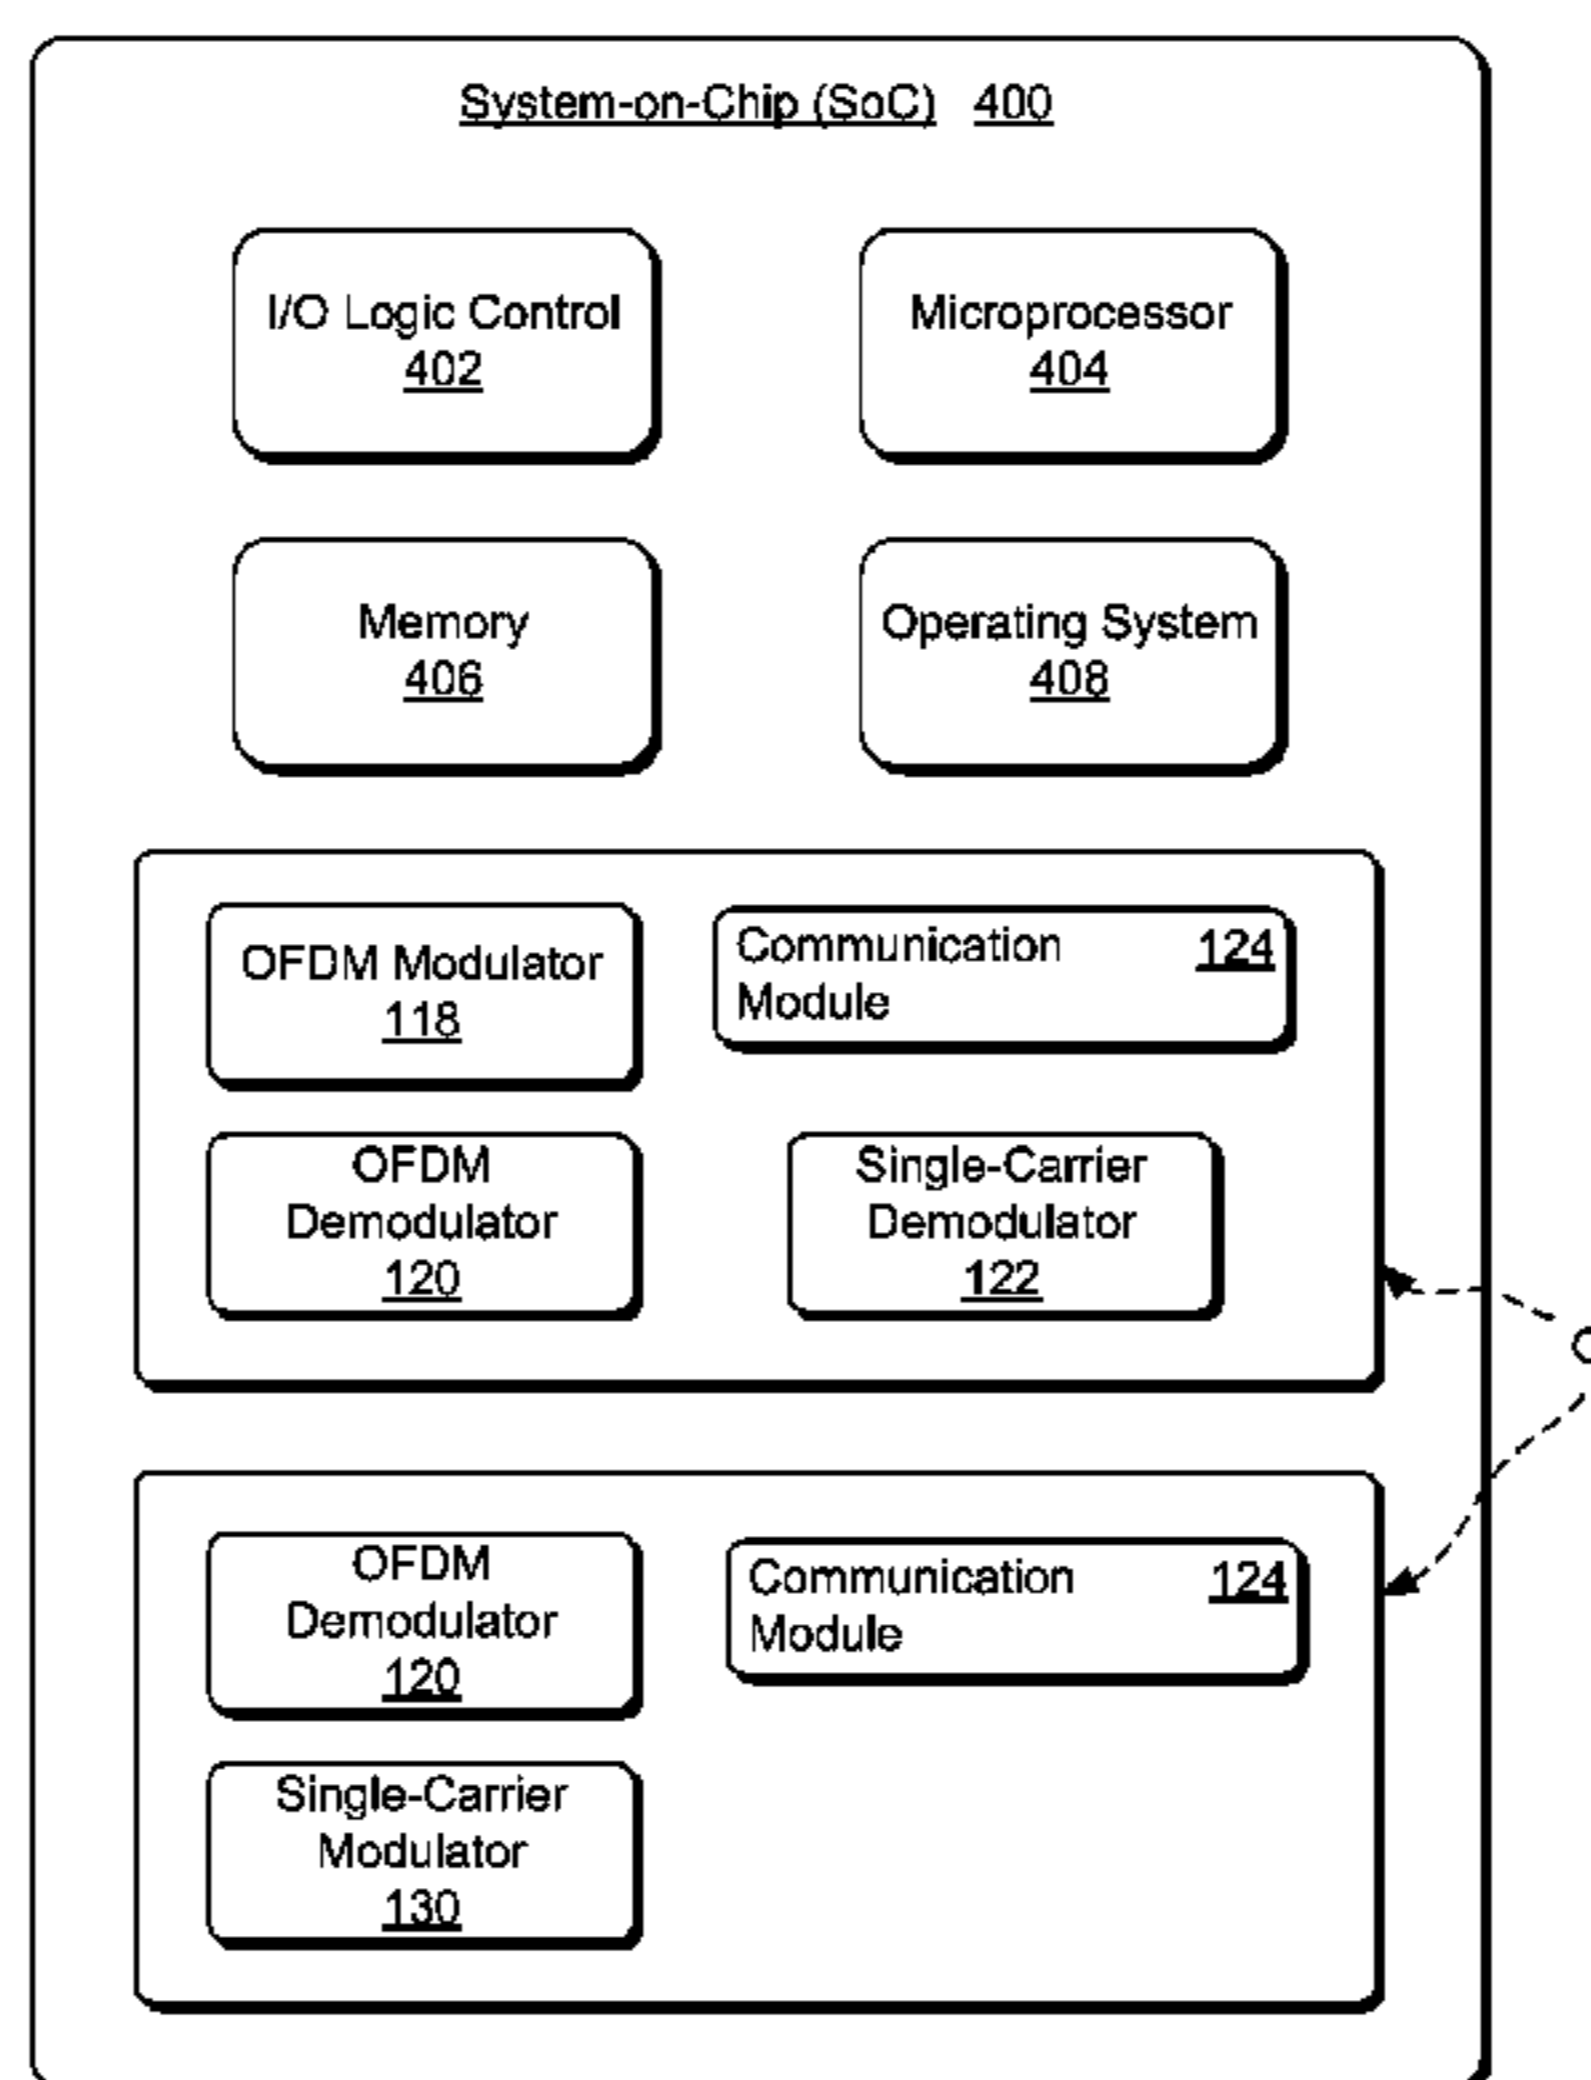 System-on-Chip (SoC) 400
I/O Logic Control
402
Microprocessor
404
Memory
406
Operating System
408
OFDM Modulator
118
Communication 124
Module
OFDM
Demodulator
120
Single-Carrier
Demodulator
122
OFDM
Demodulator
120
Communication 124
Module
Single-Carrier
Modulator
130